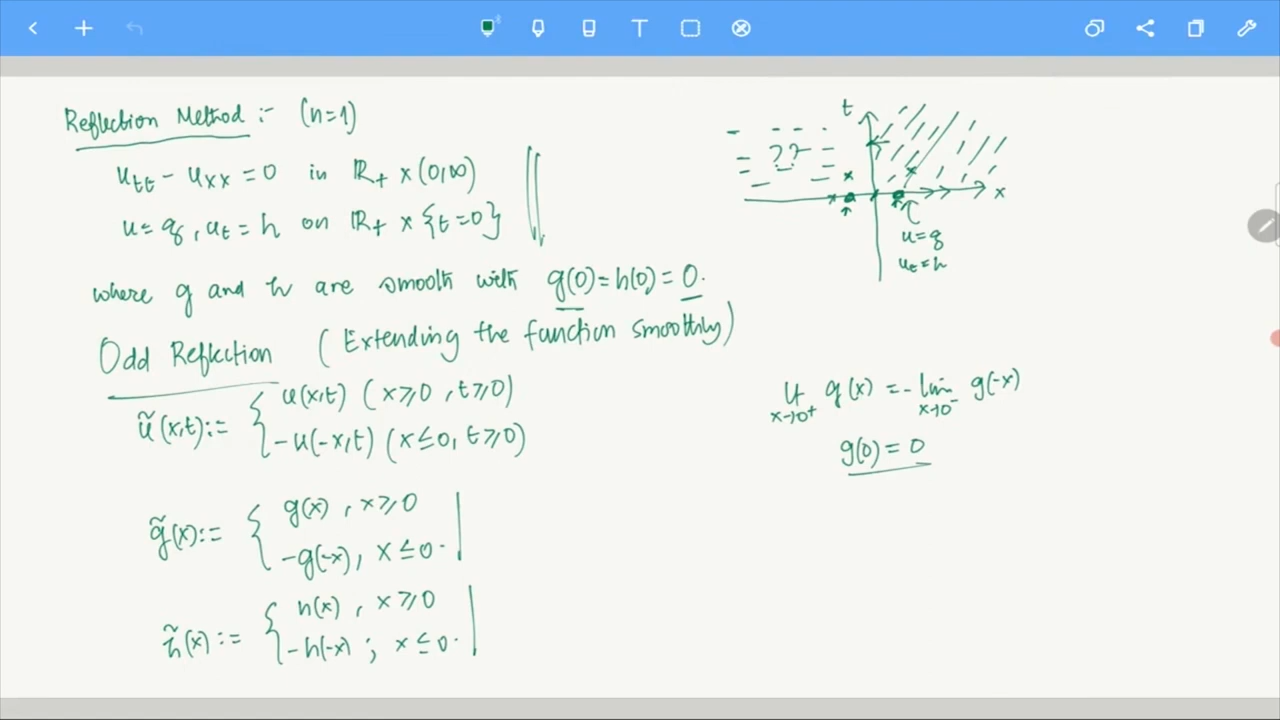 Reflection Method :- (n=1)
u_tt - u_xx = 0 in ℝ+ x (0,∞)
u = g, u_t = h on ℝ+ x {t=0}
where g and h are smooth with g(0)=h(0)=0.
Odd Reflection (Extending the function smoothly)
ũ(x,t):= { u(x,t) (x≥0, t≥0)
-u(-x,t) (x≤0, t≥0)
g̃(x):= { g(x), x≥0
-g(-x), x≤0.
h̃(x):= { h(x), x≥0
-h(-x); x≤0.
t
??
x
u=g
u_t=h
lt x→0+ g(x) = - lim x→0- g(-x)
g(0) = 0
T